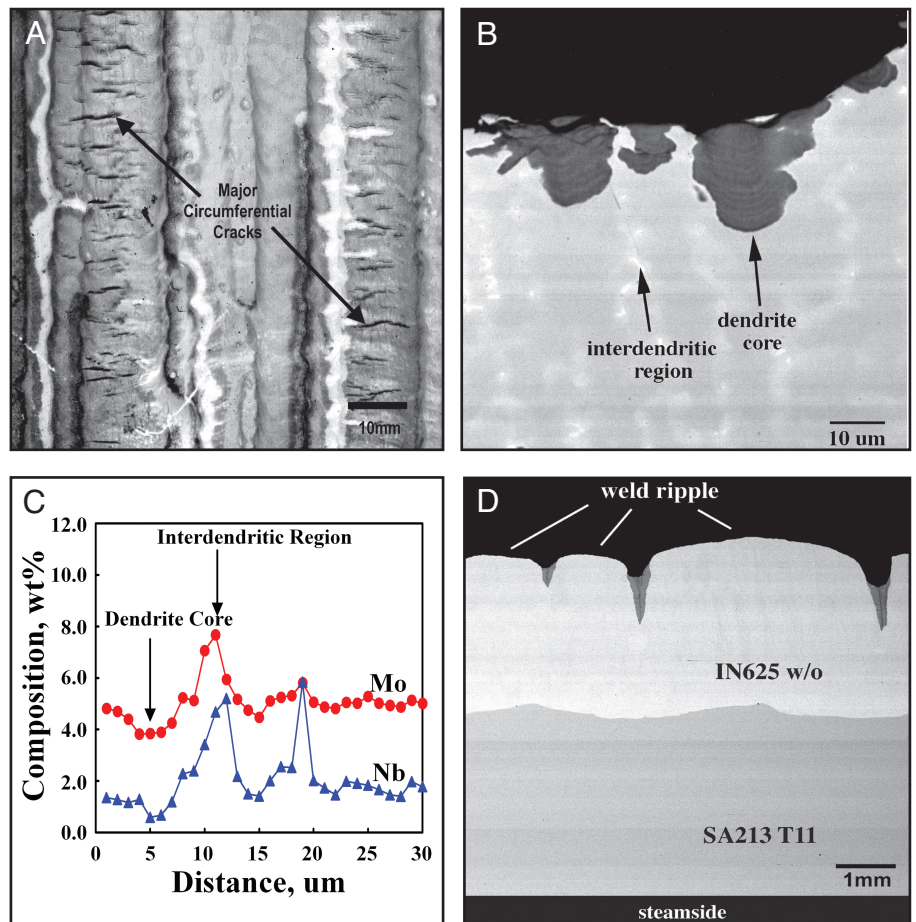 A
Major
Circumferential
Cracks
10mm
B
interdendritic
region
dendrite
core
10 um
C
12.0
10.0
8.0
6.0
4.0
2.0
0.0
Composition, wt%
Interdendritic Region
Dendrite Core
Mo
Nb
0 5 10 15 20 25 30
Distance, um
D
weld ripple
IN625 w/o
SA213 T11
1mm
steamside